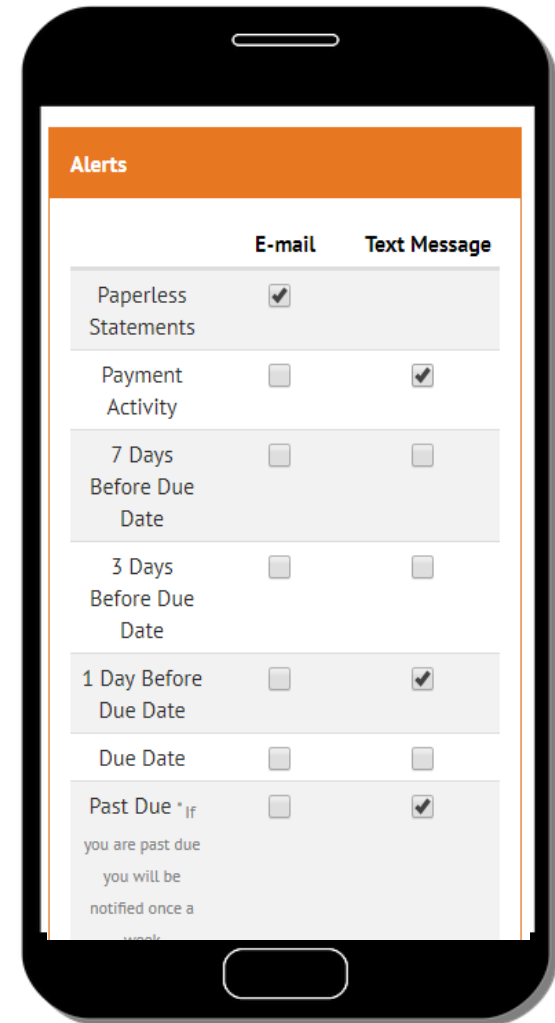 Alerts
E-mail Text Message
Paperless
Statements
Payment
Activity
7 Days
Before Due
Date
3 Days
Before Due
Date
1 Day Before
Due Date
Due Date
Past Due * If
you are past due
you will be
notified once a
week